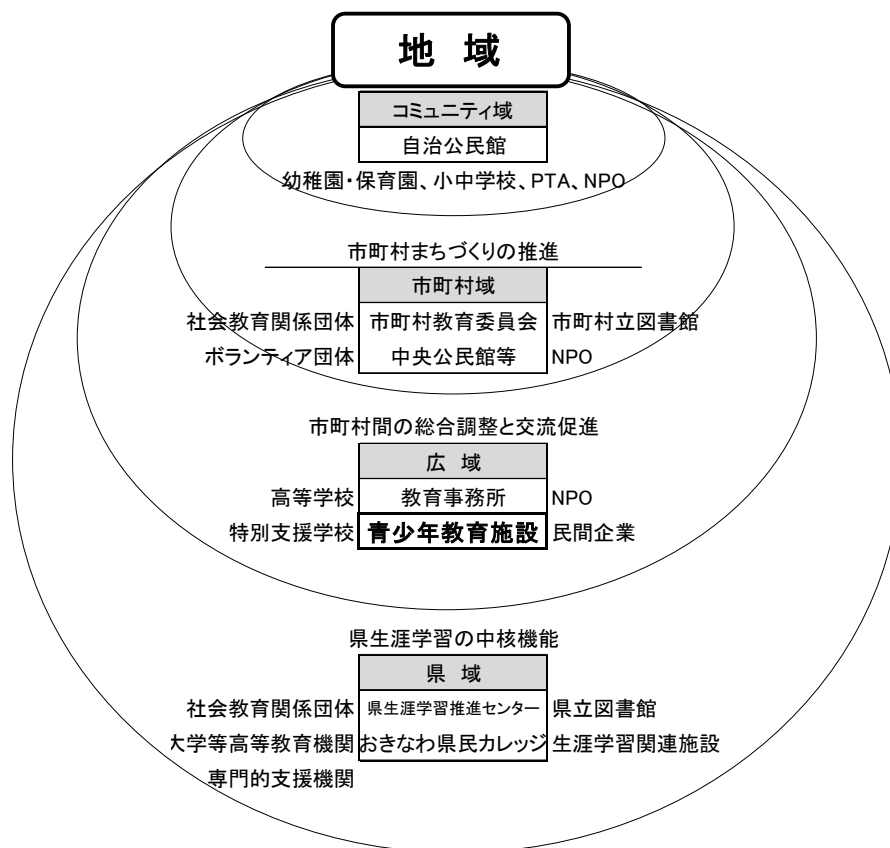 地 域
コミュニティ域
自治公民館
幼稚園・保育園、小中学校、PTA、NPO
市町村まちづくりの推進
市町村域
社会教育関係団体 市町村教育委員会 市町村立図書館
ボランティア団体 中央公民館等 NPO
市町村間の総合調整と交流促進
広 域
高等学校 教育事務所 NPO
特別支援学校 青少年教育施設 民間企業
県生涯学習の中核機能
県 域
社会教育関係団体 県生涯学習推進センター 県立図書館
大学等高等教育機関 おきなわ県民カレッジ 生涯学習関連施設
専門的支援機関